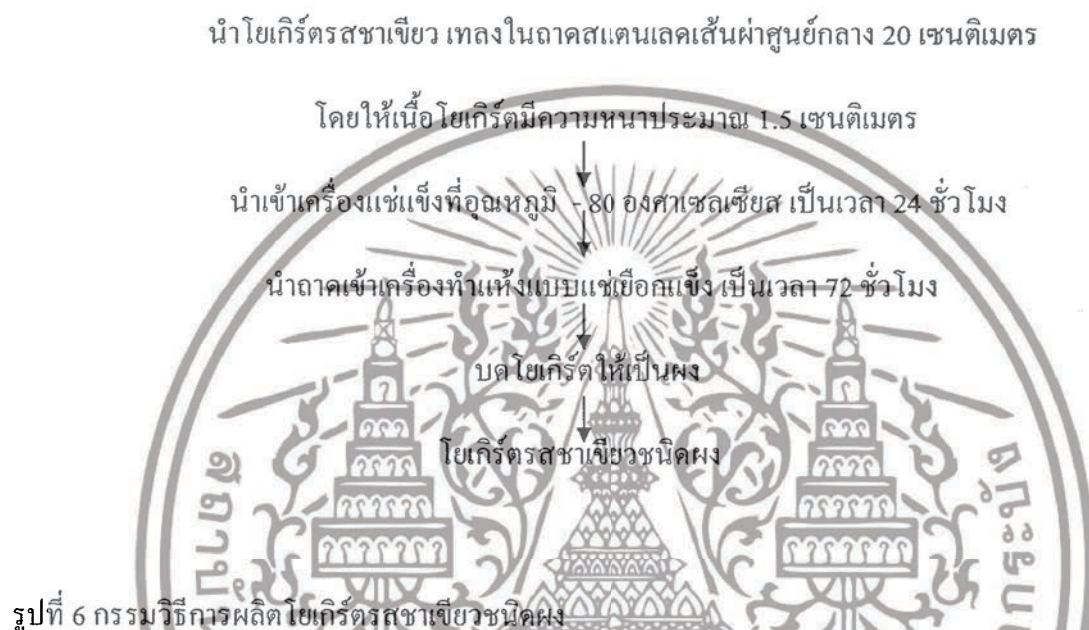 นำโยเกิร์ตรสชาเขียว เทลงในถาดสแตนเลดเส้นผ่าศูนย์กลาง 20 เซนติเมตร
โดยให้เนื้อโยเกิร์ตมีความหนาประมาณ 1.5 เซนติเมตร
นำเข้าเครื่องแช่แข็งที่อุณหภูมิ - 80 องศาเซลเซียส เป็นเวลา 24 ชั่วโมง
นำถาดเข้าเครื่องทำแห้งแบบแช่เยือกแข็ง เป็นเวลา 72 ชั่วโมง
บดโยเกิร์ตให้เป็นผง
โยเกิร์ตรสชาเขียวชนิดผง
รูปที่ 6 กรรมวิธีการผลิตโยเกิร์ตรสชาเขียวชนิดผง